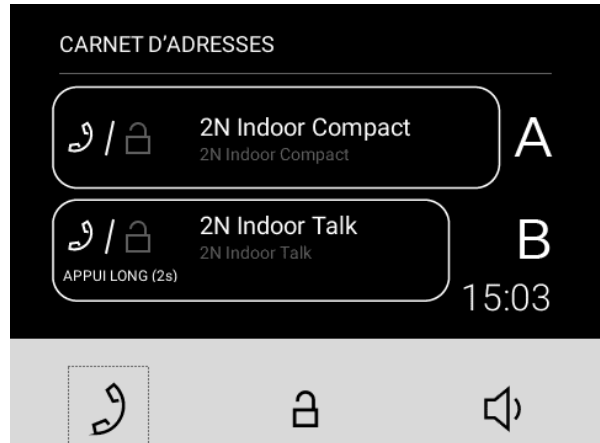 CARNET D'ADRESSES
2N Indoor Compact
2N Indoor Compact
A
2N Indoor Talk
2N Indoor Talk
APPUI LONG (2s)
B
15:03